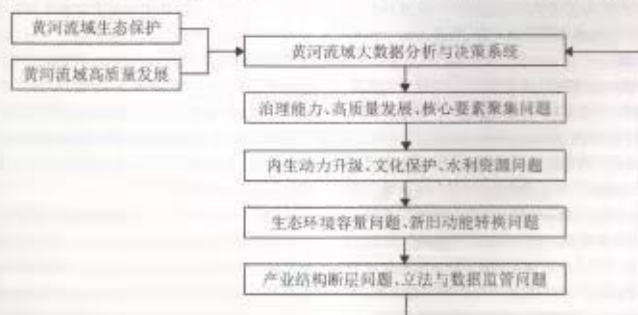 黄河流域生态保护
黄河流域高质量发展
黄河流域大数据分析与决策系统
治理能力、高质量发展、核心要素聚集问题
内生动力升级、文化保护、水利资源问题
生态环境容量问题、新旧动能转换问题
产业结构断层问题、立法与数据监管问题